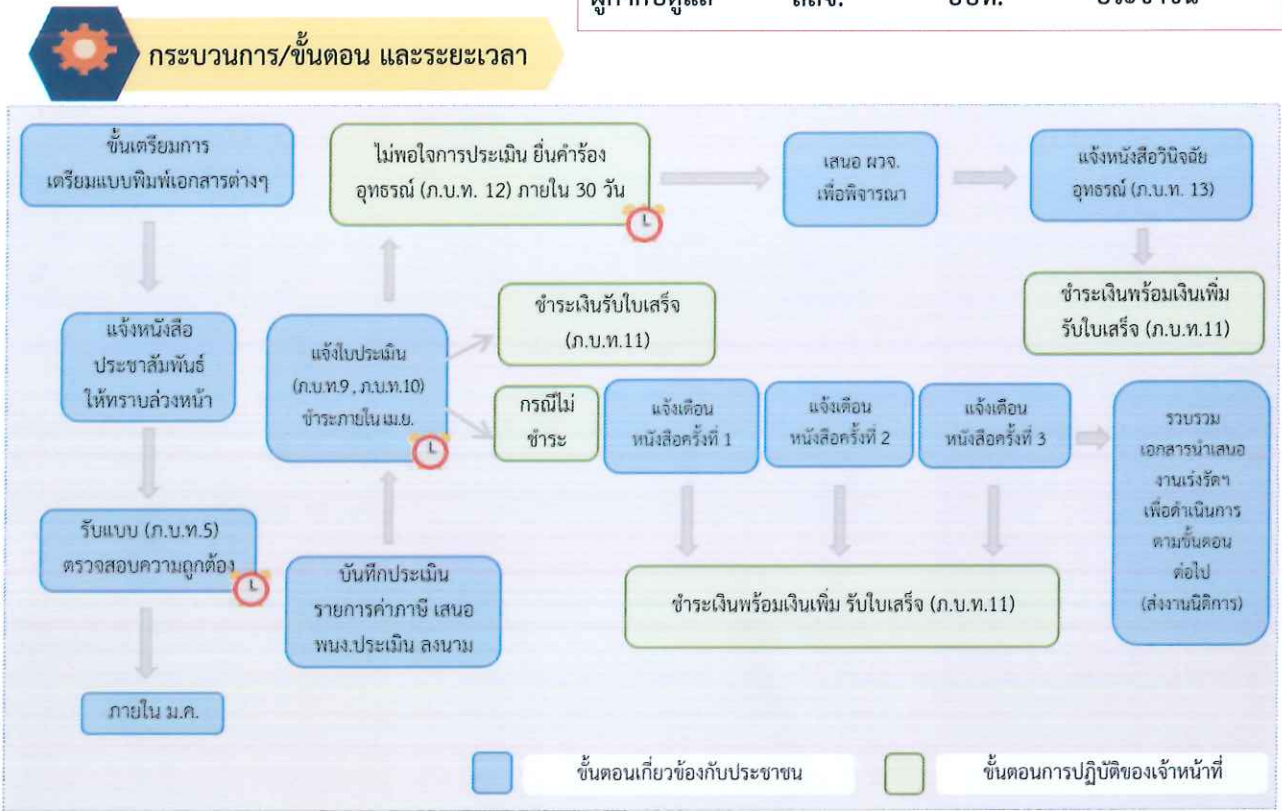 กระบวนการ/ขั้นตอน และระยะเวลา
ขั้นเตรียมการ
เตรียมแบบพิมพ์เอกสารต่างๆ
แจ้งหนังสือ
ประชาสัมพันธ์
ให้ทราบล่วงหน้า
รับแบบ (ภ.บ.ท.5)
ตรวจสอบความถูกต้อง
ภายใน ม.ค.
บันทึกประเมิน
รายการค่าภาษี เสนอ
พนง.ประเมิน ลงนาม
แจ้งใบประเมิน
(ภ.บ.ท.9 , ภ.บ.ท.10)
ชำระภายใน เม.ย.
ไม่พอใจการประเมิน ยื่นคำร้อง
อุทธรณ์ (ภ.บ.ท. 12) ภายใน 30 วัน
เสนอ ผวจ.
เพื่อพิจารณา
แจ้งหนังสือวินิจฉัย
อุทธรณ์ (ภ.บ.ท. 13)
ชำระเงินพร้อมเงินเพิ่ม
รับใบเสร็จ (ภ.บ.ท.11)
ชำระเงินรับใบเสร็จ
(ภ.บ.ท.11)
กรณีไม่
ชำระ
แจ้งเตือน
หนังสือครั้งที่ 1
แจ้งเตือน
หนังสือครั้งที่ 2
แจ้งเตือน
หนังสือครั้งที่ 3
ชำระเงินพร้อมเงินเพิ่ม รับใบเสร็จ (ภ.บ.ท.11)
รวบรวม
เอกสารนำเสนอ
งานเร่งรัดฯ
เพื่อดำเนินการ
ตามขั้นตอน
ต่อไป
(ส่งงานนิติการ)
ขั้นตอนเกี่ยวข้องกับประชาชน
ขั้นตอนการปฏิบัติของเจ้าหน้าที่